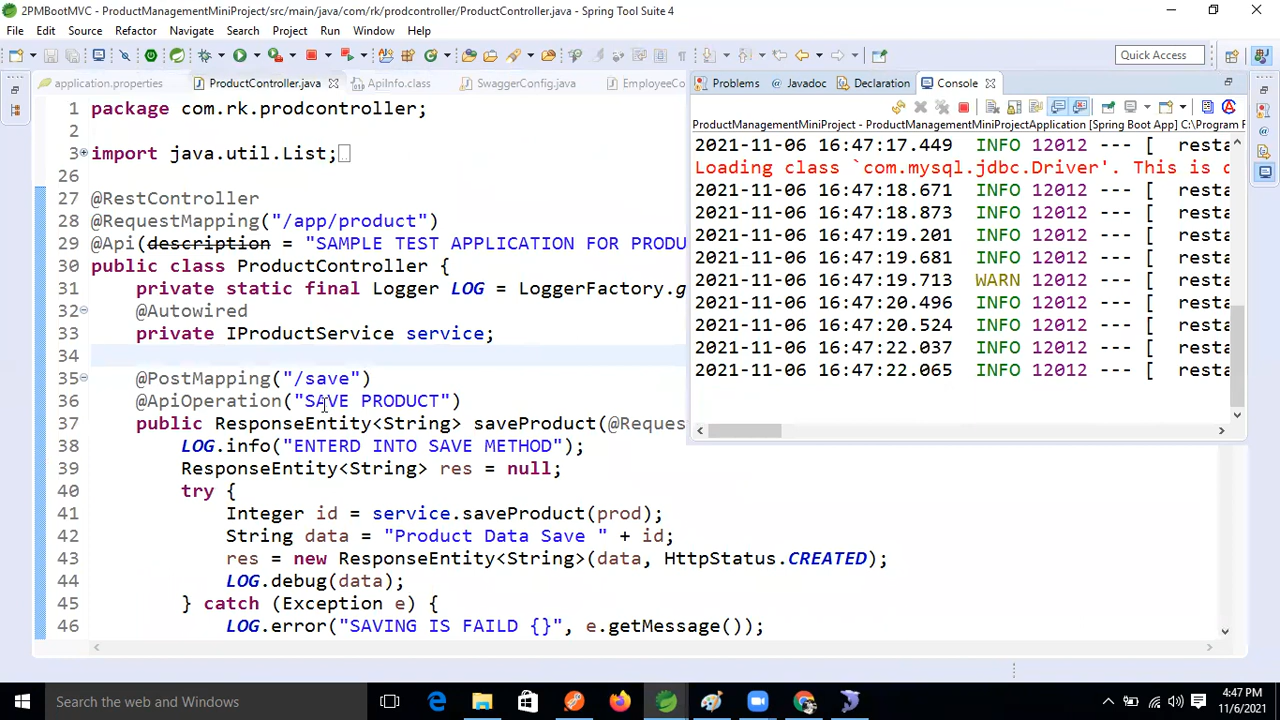 2PMBootMVC - ProductManagementMiniProject/src/main/java/com/rk/prodcontroller/ProductController.java - Spring Tool Suite 4
File Edit Source Refactor Navigate Search Project Run Window Help
Quick Access
application.properties ProductController.java ApiInfo.class SwaggerConfig.java EmployeeCo
Problems @ Javadoc Declaration Console
ProductManagementMiniProject - ProductManagementMiniProjectApplication [Spring Boot App] C:\Program F
2021-11-06 16:47:17.449 INFO 12012 --- [ resta
Loading class `com.mysql.jdbc.Driver'. This is d
2021-11-06 16:47:18.671 INFO 12012 --- [ resta
2021-11-06 16:47:18.873 INFO 12012 --- [ resta
2021-11-06 16:47:19.201 INFO 12012 --- [ resta
2021-11-06 16:47:19.681 INFO 12012 --- [ resta
2021-11-06 16:47:19.713 WARN 12012 --- [ resta
2021-11-06 16:47:20.496 INFO 12012 --- [ resta
2021-11-06 16:47:20.524 INFO 12012 --- [ resta
2021-11-06 16:47:22.037 INFO 12012 --- [ resta
2021-11-06 16:47:22.065 INFO 12012 --- [ resta
1 package com.rk.prodcontroller;
2
3 import java.util.List;
26
27 @RestController
28 @RequestMapping("/app/product")
29 @Api(description = "SAMPLE TEST APPLICATION FOR PRODU
30 public class ProductController {
31 private static final Logger LOG = LoggerFactory.g
32 @Autowired
33 private IProductService service;
34
35 @PostMapping("/save")
36 @ApiOperation("SAVE PRODUCT")
37 public ResponseEntity<String> saveProduct(@Reques
38 LOG.info("ENTERD INTO SAVE METHOD");
39 ResponseEntity<String> res = null;
40 try {
41 Integer id = service.saveProduct(prod);
42 String data = "Product Data Save " + id;
43 res = new ResponseEntity<String>(data, HttpStatus.CREATED);
44 LOG.debug(data);
45 } catch (Exception e) {
46 LOG.error("SAVING IS FAILD {}", e.getMessage());
Search the web and Windows
4:47 PM
11/6/2021